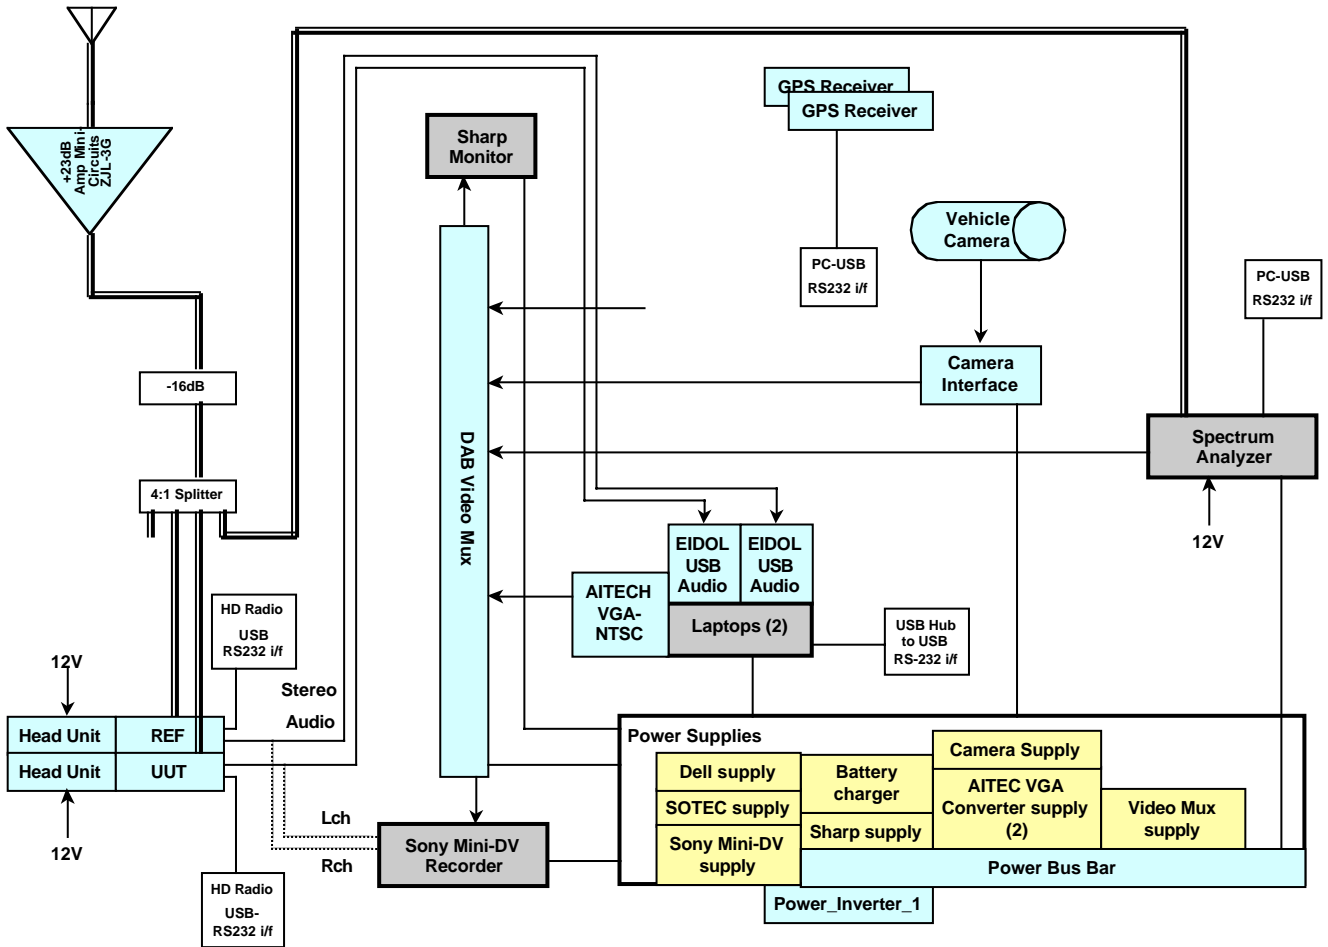 +23dB
Amp Mini-
Circuits
ZJL-3G
GPS Receiver
GPS Receiver
Sharp
Monitor
Vehicle
Camera
PC-USB
RS232 i/f
PC-USB
RS232 i/f
Camera
Interface
-16dB
4:1 Splitter
DAB Video Mux
Spectrum
Analyzer
12V
EIDOL
USB
Audio
EIDOL
USB
Audio
AITECH
VGA-
NTSC
Laptops (2)
USB Hub
to USB
RS-232 i/f
HD Radio
USB
RS232 i/f
12V
Stereo
Audio
Head Unit
REF
Head Unit
UUT
12V
Lch
Rch
Sony Mini-DV
Recorder
HD Radio
USB-
RS232 i/f
Power Supplies
Dell supply
SOTEC supply
Sony Mini-DV
supply
Battery
charger
Sharp supply
Camera Supply
AITEC VGA
Converter supply
(2)
Video Mux
supply
Power Bus Bar
Power_Inverter_1